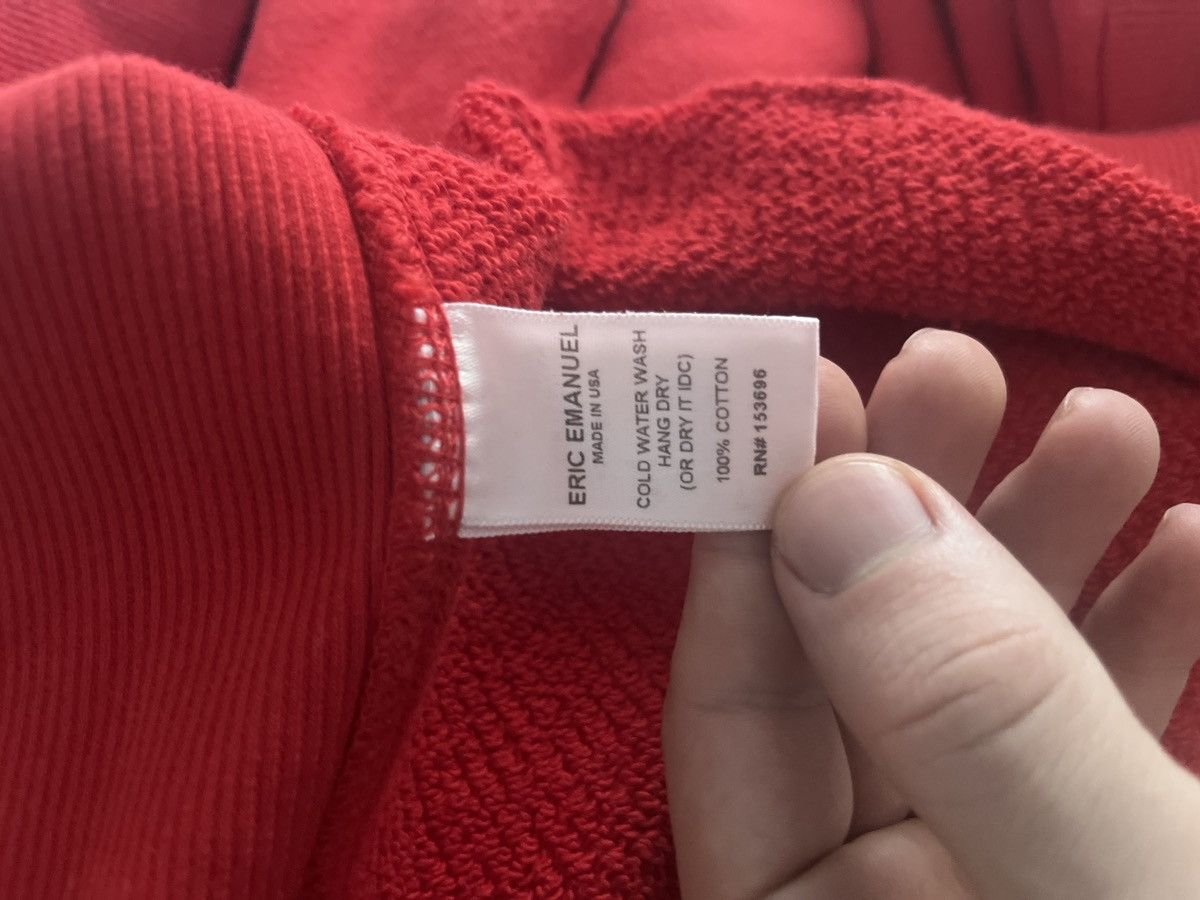 ERIC EMANUEL
MADE IN USA
COLD WATER WASH
HANG DRY
(OR DRY IT IDC)
100% COTTON
RN# 153696